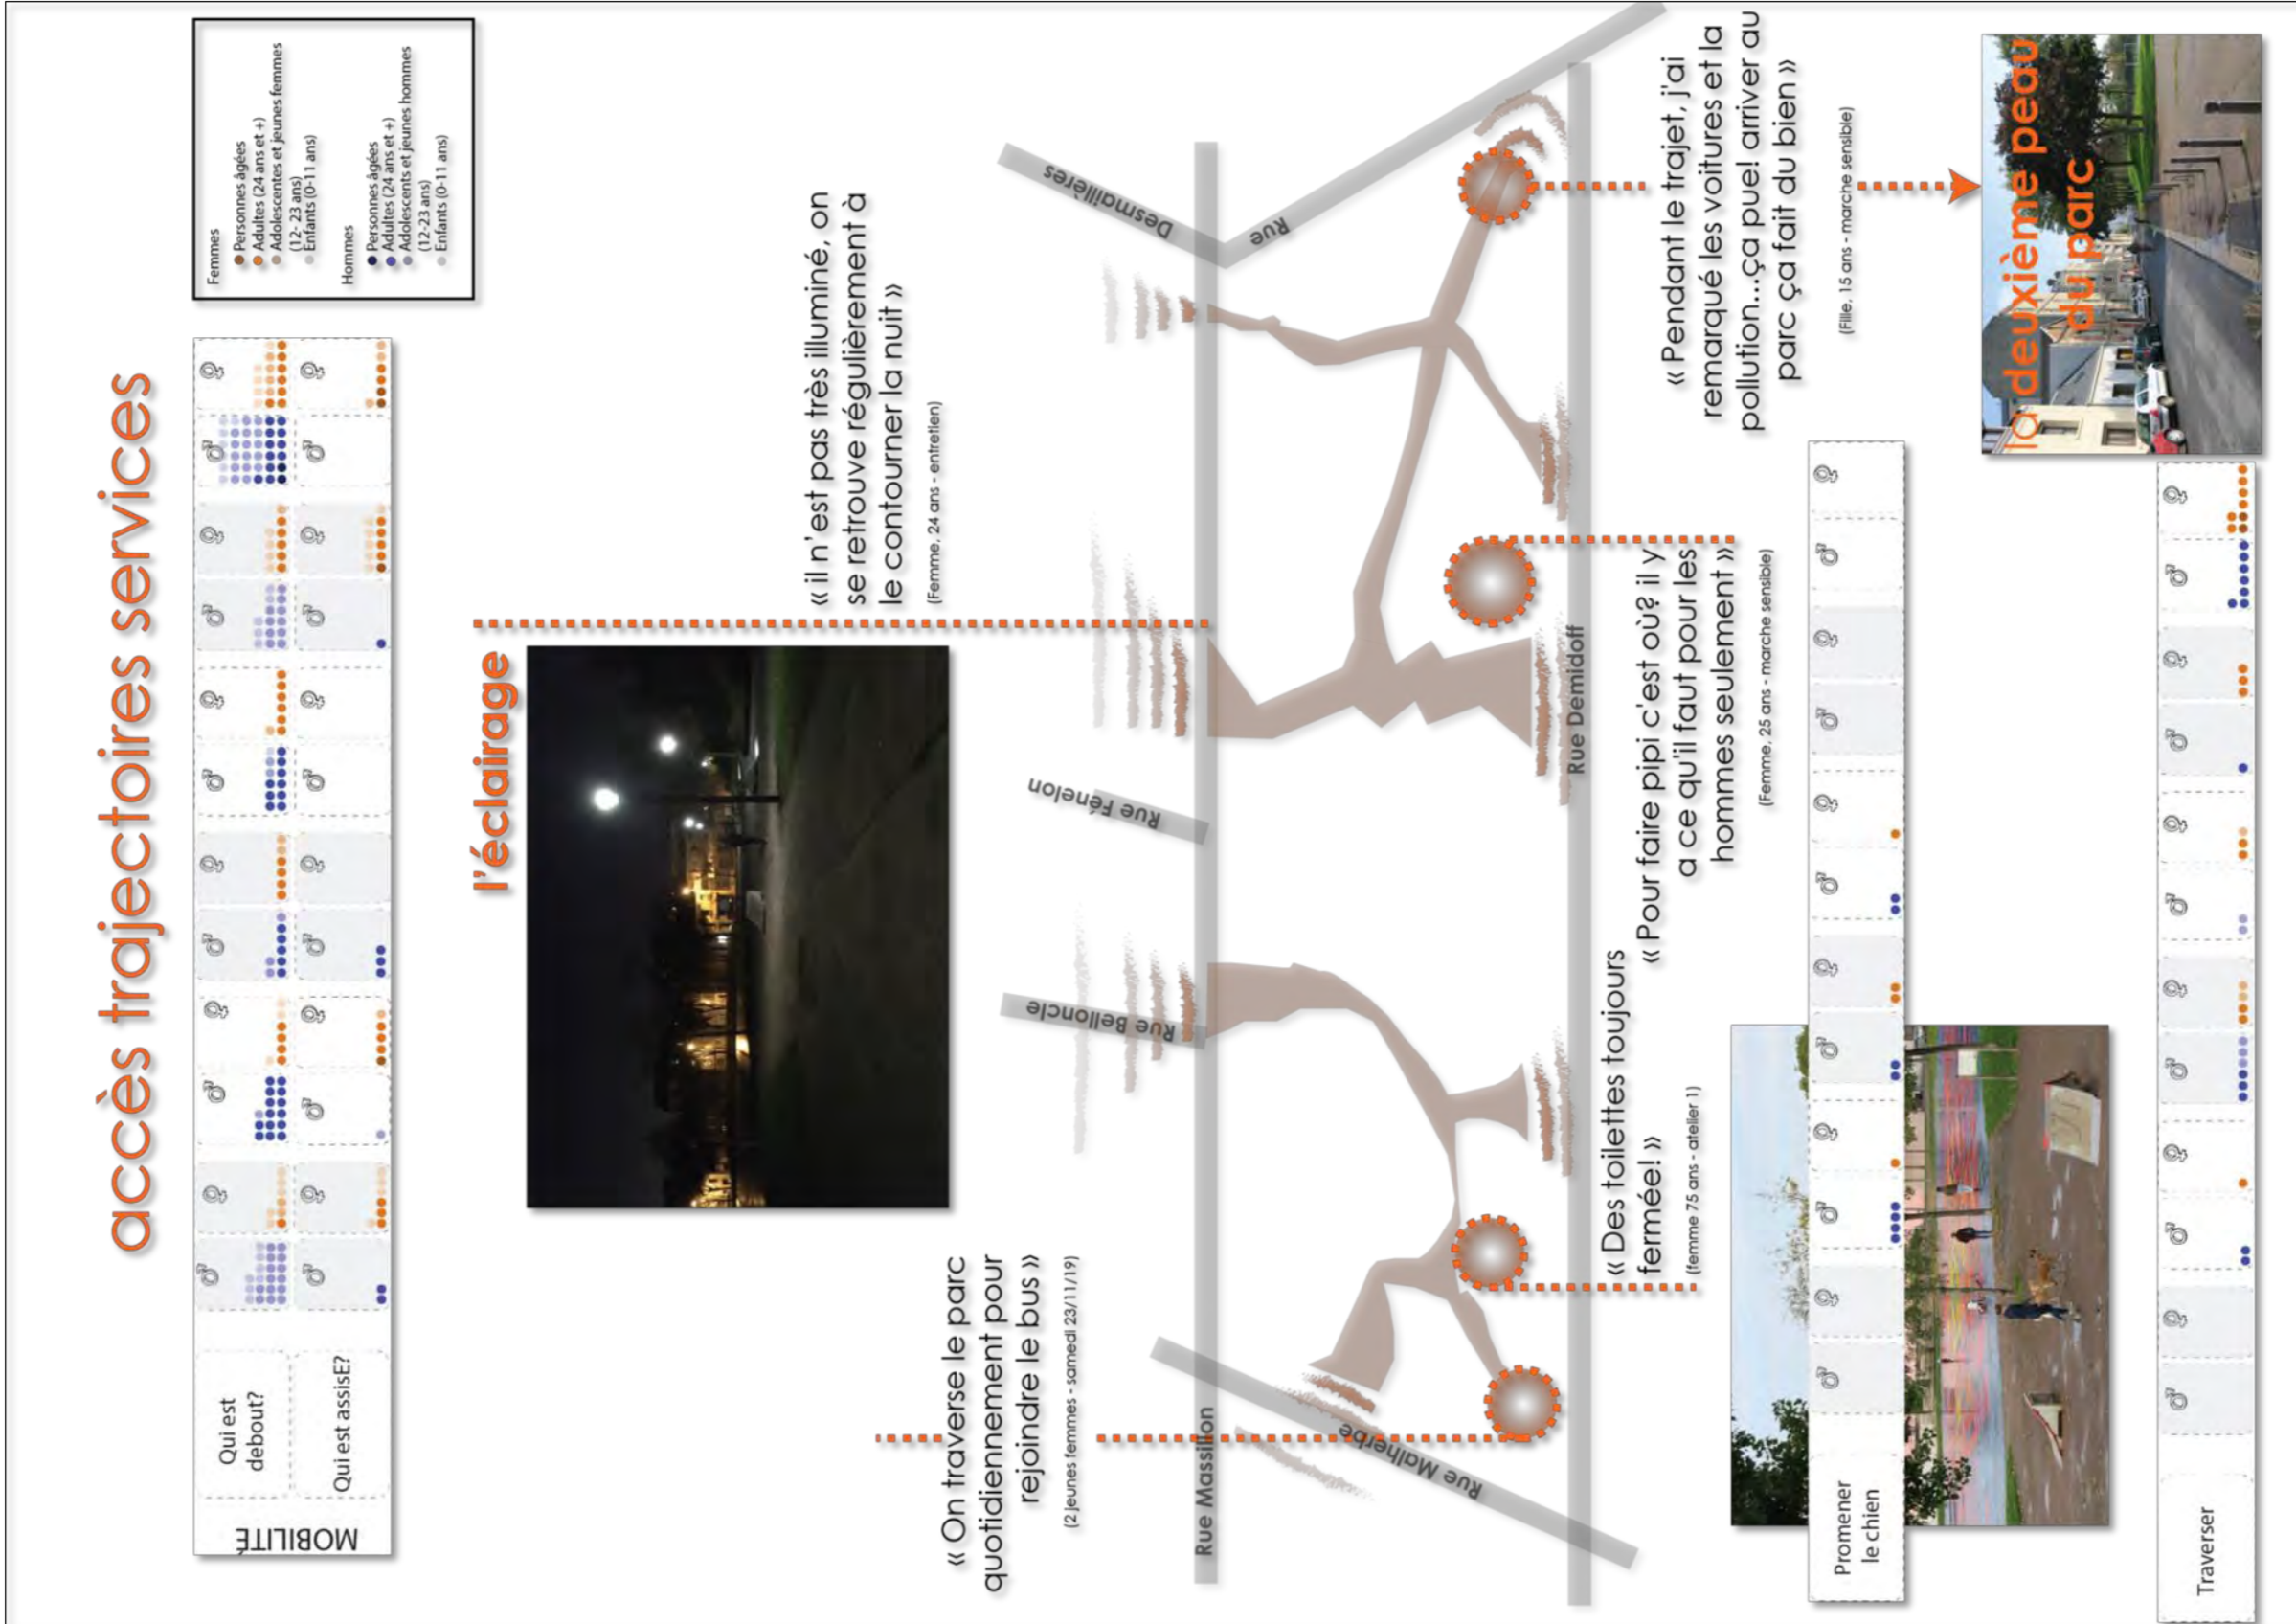 accès trajectoires services
Femmes
Personnes âgées
Adultes (24 ans et +)
Adolescentes et jeunes femmes
(12- 23 ans)
Enfants (0-11 ans)
Hommes
Personnes âgées
Adultes (24 ans et +)
Adolescents et jeunes hommes
(12-23 ans)
Enfants (0-11 ans)
MOBILITÉ
Qui est
debout?
Qui est assisE?
l'éclairage
« il n'est pas très illuminé, on
se retrouve régulièrement à
le contourner la nuit »
(Femme, 24 ans - entretien)
« On traverse le parc
quotidiennement pour
rejoindre le bus »
(2 jeunes femmes - samedi 23/11/19)
Rue Belloncle
Rue Fénelon
Desmaillères
Rue
Rue Massillon
Rue Malherbe
Rue Demidoff
« Des toilettes toujours
fermée! »
(femme 75 ans - atelier 1)
« Pour faire pipi c'est où? il y
a ce qu'il faut pour les
hommes seulement »
(Femme, 25 ans - marche sensible)
« Pendant le trajet, j'ai
remarqué les voitures et la
pollution...ça pue! arriver au
parc ça fait du bien »
(Fille, 15 ans - marche sensible)
Promener
le chien
la deuxième peau
du parc
Traverser